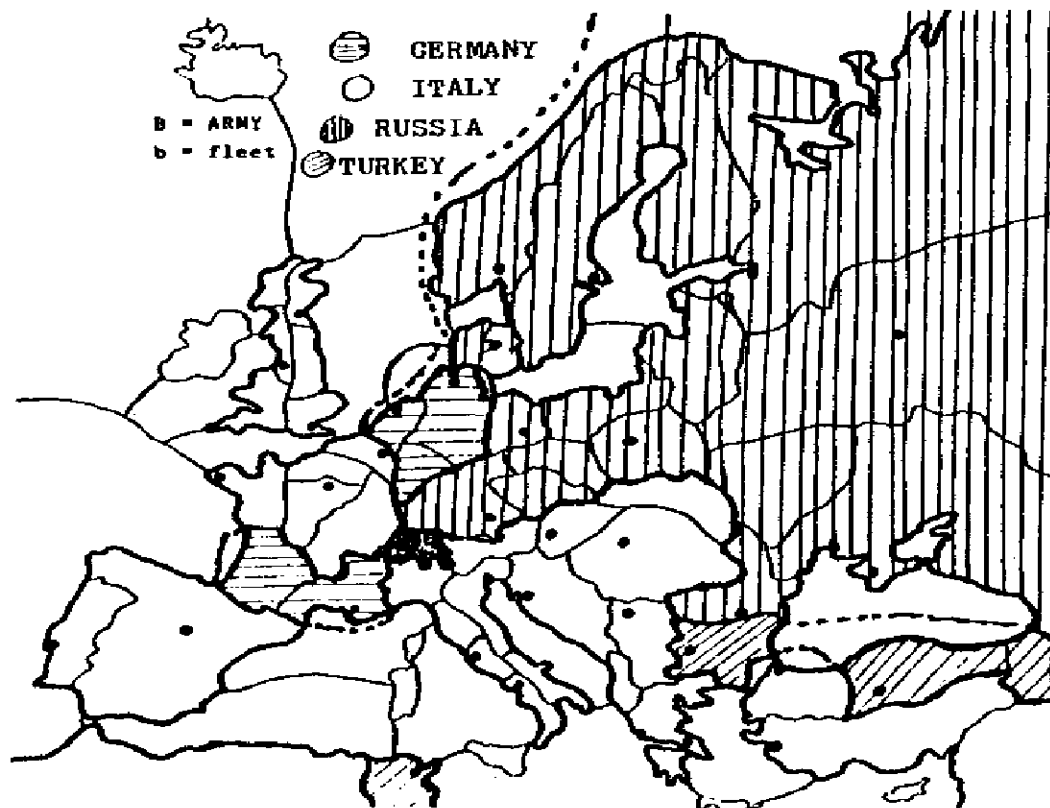 GERMANY
ITALY
B = ARMY
b = fleet
RUSSIA
TURKEY